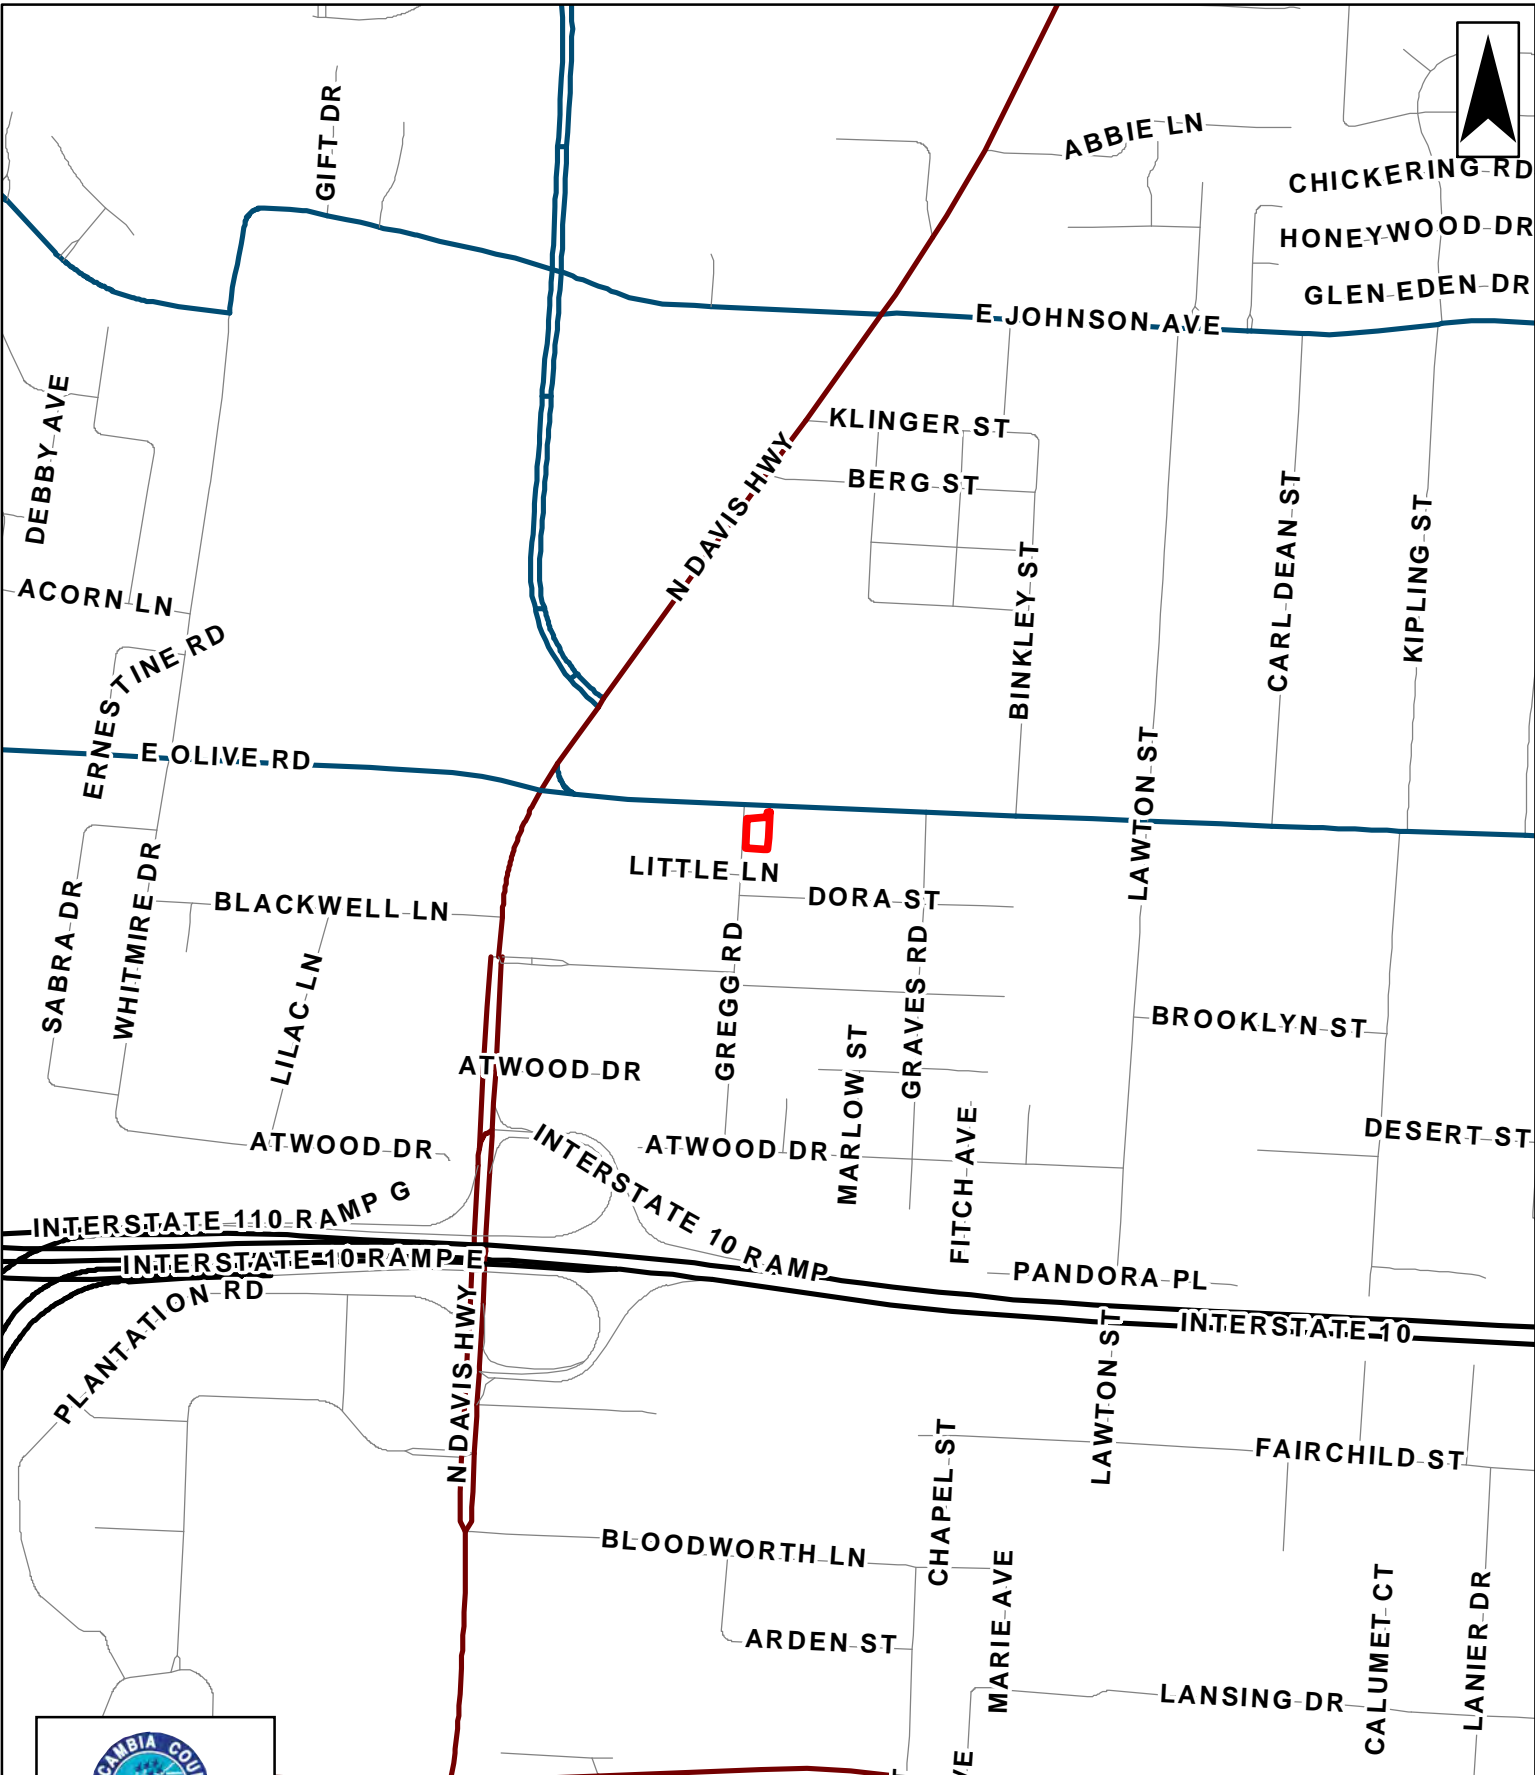 GIFT DR
ABBIE LN
CHICKERING RD
HONEYWOOD DR
GLEN EDEN DR
E JOHNSON AVE
DEBBY AVE
KLINGER ST
N DAVIS HWY
BERG ST
CARL DEAN ST
KIPLING ST
BINKLEY ST
ACORN LN
ERNESTINE RD
E OLIVE RD
LAWTON ST
LITTLE LN
DORA ST
SABRA DR
WHITMIRE DR
BLACKWELL LN
LILAC LN
GREGG RD
GRAVES RD
BROOKLYN ST
ATWOOD DR
MARLOW ST
FITCH AVE
DESERT ST
ATWOOD DR
ATWOOD DR
INTERSTATE 10 RAMP
INTERSTATE 110 RAMP G
INTERSTATE 10 RAMP E
PANDORA PL
PLANTATION RD
INTERSTATE 10
N DAVIS HWY
LAWTON ST
CHAPEL ST
FAIRCHILD ST
BLOODWORTH LN
MARIE AVE
CALUMET CT
LANIER DR
ARDEN ST
LANSING DR